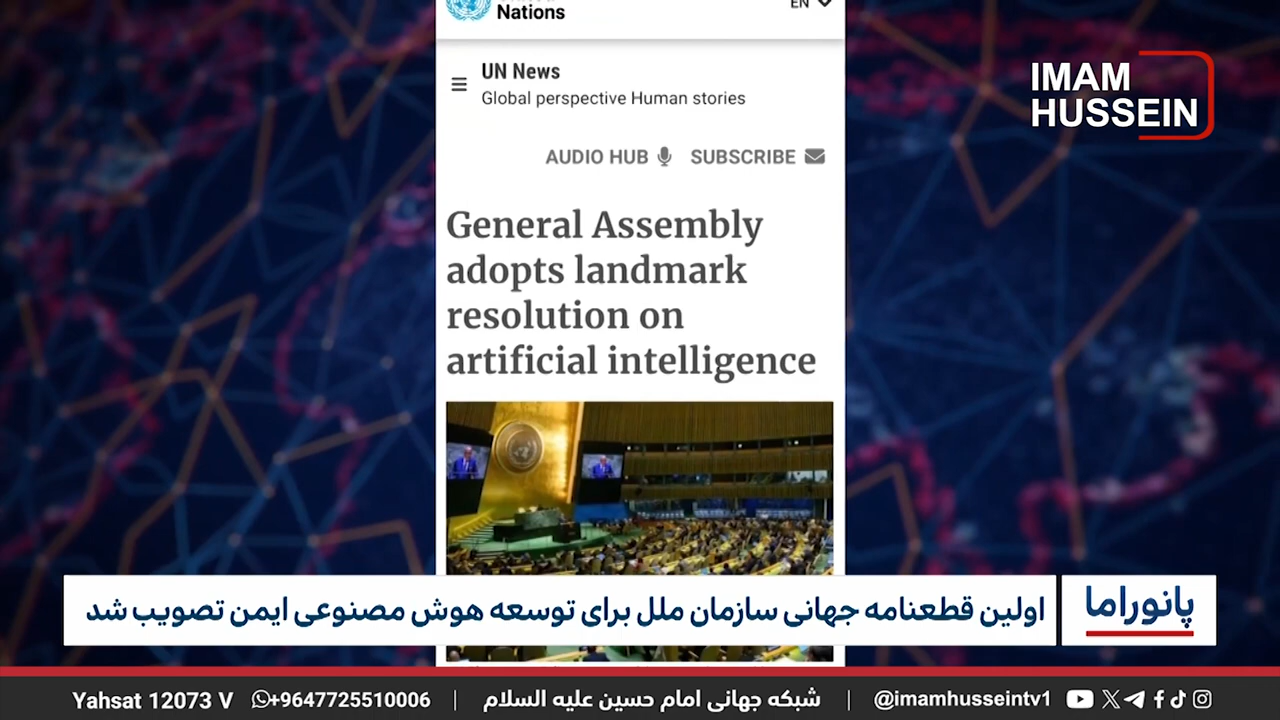 Nations
EN
UN News
Global perspective Human stories
AUDIO HUB
SUBSCRIBE
General Assembly
adopts landmark
resolution on
artificial intelligence
IMAM
HUSSEIN
پانوراما
اولین قطعنامه جهانی سازمان ملل برای توسعه هوش مصنوعی ایمن تصویب شد
Yahsat 12073 V
+9647725510006
شبکه جهانی امام حسین علیه السلام
@imamhusseintv1